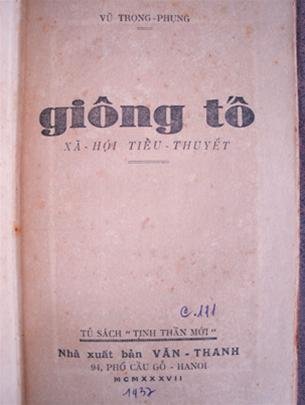 VŨ TRỌNG-PHỤNG
giông tố
XÃ-HỘI TIỂU-THUYẾT
C.111
TỦ SÁCH "TINH THẦN MỚI"
Nhà xuất bản VĂN-THANH
94, PHỐ CẦU GỖ - HANOI
MCMXXXVII
1937